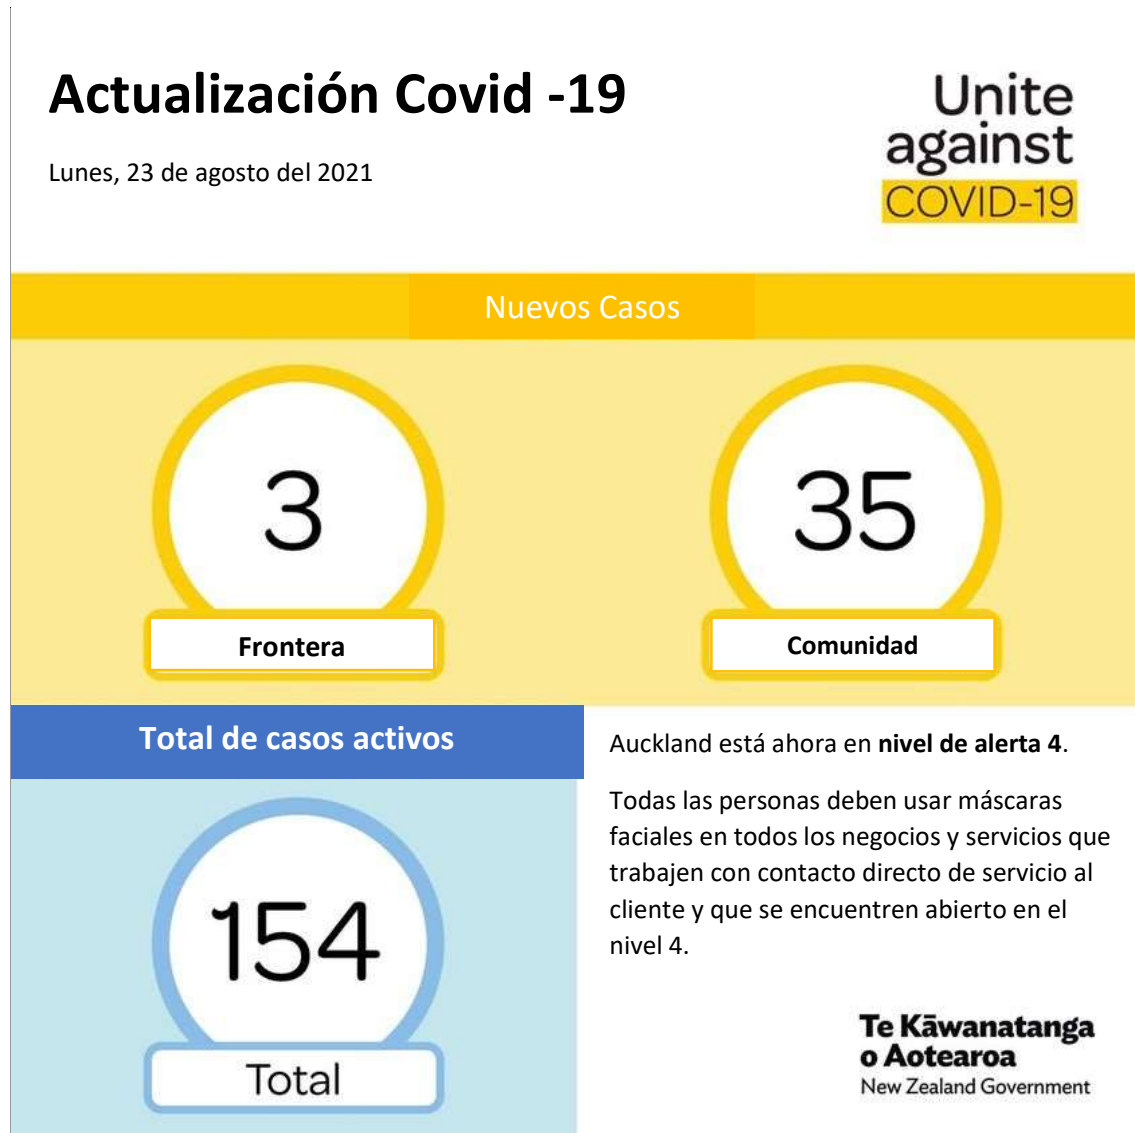 Actualización Covid -19
Lunes, 23 de agosto del 2021
Unite
against
COVID-19
Nuevos Casos
3
Frontera
35
Comunidad
Total de casos activos
154
Total
Auckland está ahora en nivel de alerta 4.
Todas las personas deben usar máscaras
faciales en todos los negocios y servicios que
trabajen con contacto directo de servicio al
cliente y que se encuentren abierto en el
nivel 4.
Te Kāwanatanga
o Aotearoa
New Zealand Government